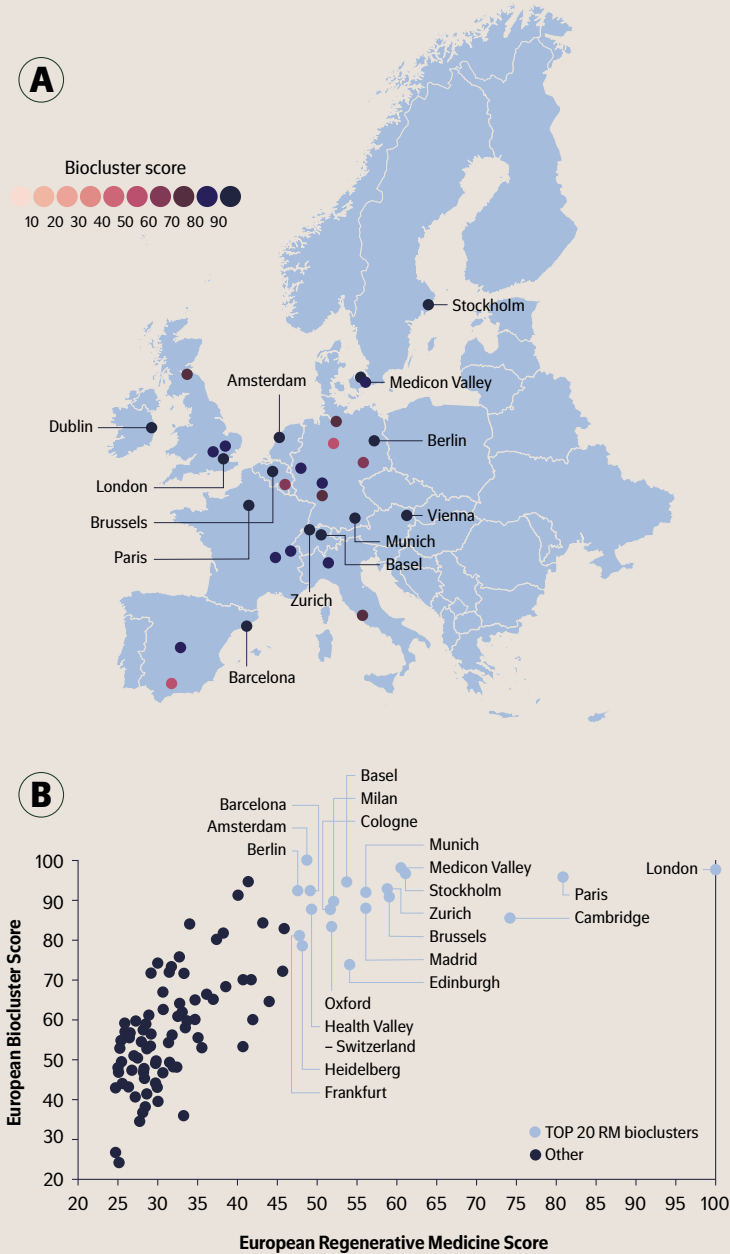 A
Biocluster score
10 20 30 40 50 60 70 80 90
Stockholm
Amsterdam
Medicon Valley
Dublin
Berlin
London
Brussels
Vienna
Paris
Munich
Basel
Zurich
Barcelona
B
Basel
Barcelona
Milan
Amsterdam
Cologne
Berlin
Munich
Medicon Valley
London
Stockholm
Paris
Zurich
Cambridge
Brussels
Madrid
Edinburgh
Oxford
Health Valley
– Switzerland
Heidelberg
Frankfurt
TOP 20 RM bioclusters
Other
European Biocluster Score
100
90
80
70
60
50
40
30
20
20 25 30 35 40 45 50 55 60 65 70 75 80 85 90 95 100
European Regenerative Medicine Score